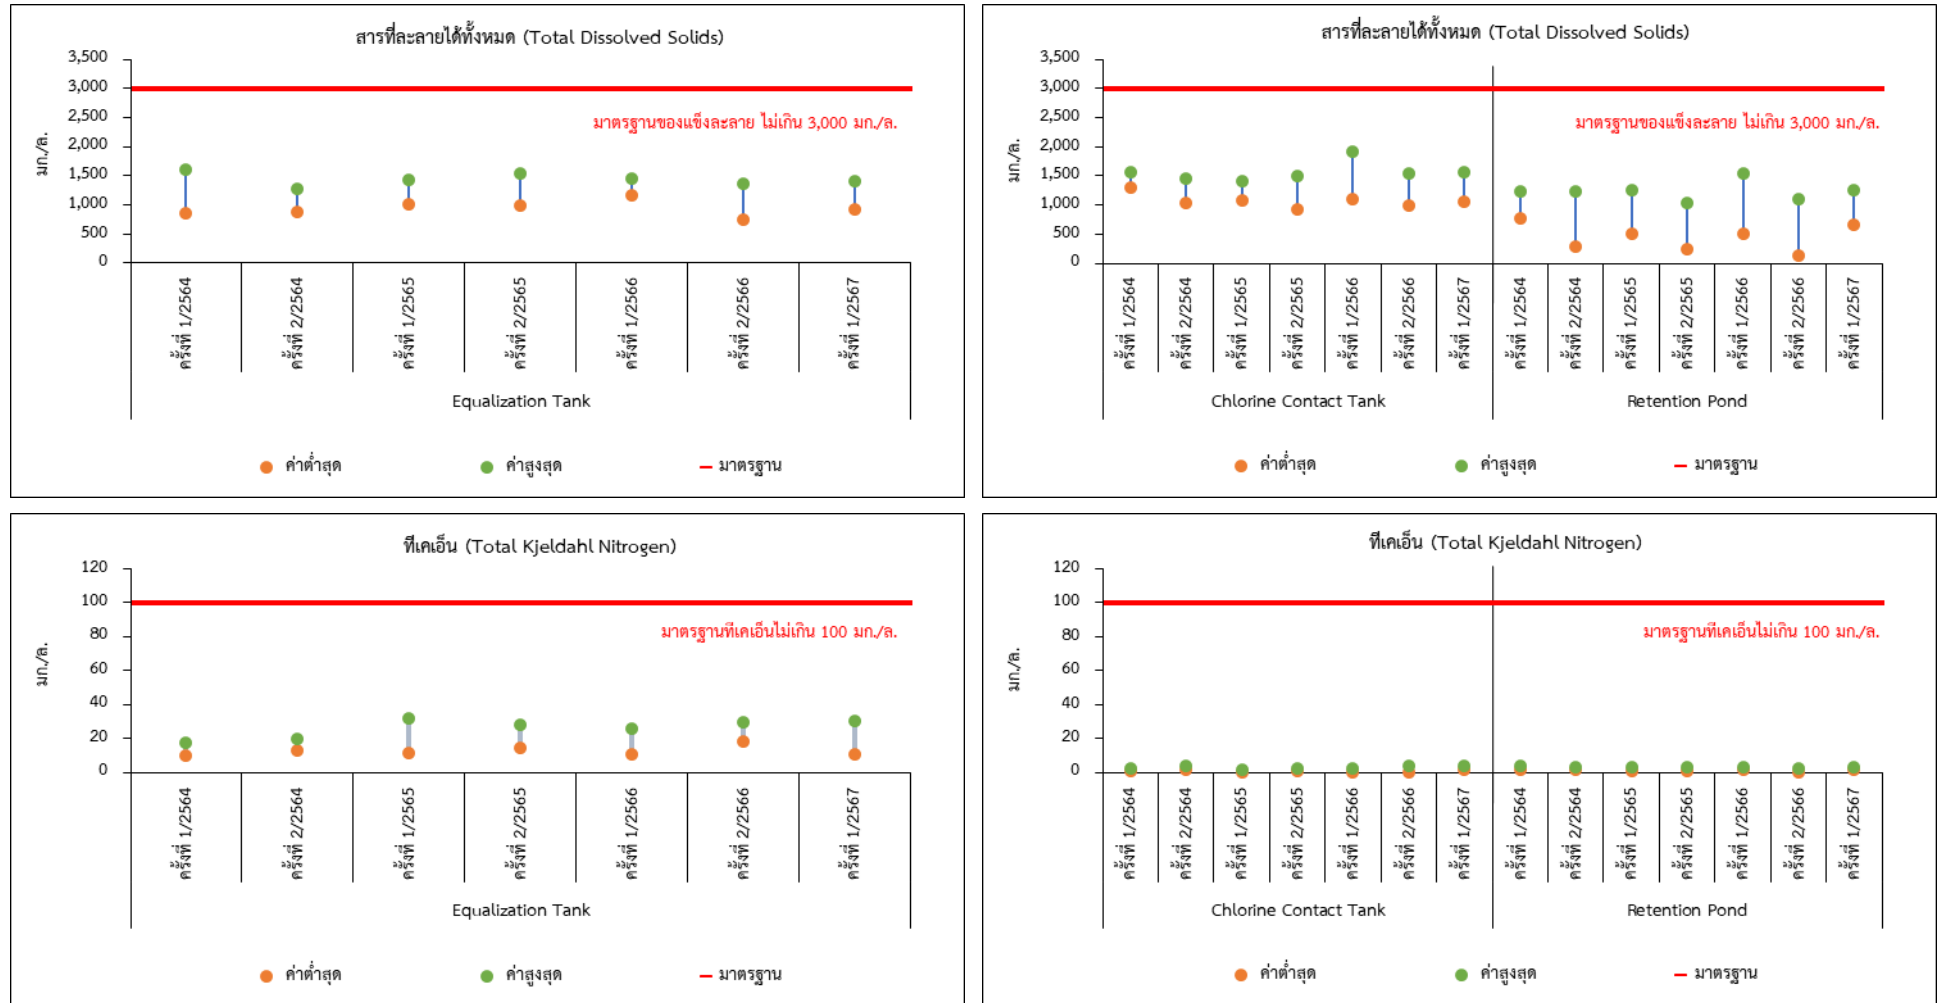 สารที่ละลายได้ทั้งหมด (Total Dissolved Solids)
3,500
3,000
2,500
2,000
1,500
1,000
500
0
มก./ล.
มาตรฐานของแข็งละลาย ไม่เกิน 3,000 มก./ล.
ครั้งที่ 1/2564
ครั้งที่ 2/2564
ครั้งที่ 1/2565
ครั้งที่ 2/2565
ครั้งที่ 1/2566
ครั้งที่ 2/2566
ครั้งที่ 1/2567
Equalization Tank
ค่าต่ำสุด ค่าสูงสุด มาตรฐาน
สารที่ละลายได้ทั้งหมด (Total Dissolved Solids)
3,500
3,000
2,500
2,000
1,500
1,000
500
0
มก./ล.
มาตรฐานของแข็งละลาย ไม่เกิน 3,000 มก./ล.
ครั้งที่ 1/2564
ครั้งที่ 2/2564
ครั้งที่ 1/2565
ครั้งที่ 2/2565
ครั้งที่ 1/2566
ครั้งที่ 2/2566
ครั้งที่ 1/2567
ครั้งที่ 1/2564
ครั้งที่ 2/2564
ครั้งที่ 1/2565
ครั้งที่ 2/2565
ครั้งที่ 1/2566
ครั้งที่ 2/2566
ครั้งที่ 1/2567
Chlorine Contact Tank Retention Pond
ค่าต่ำสุด ค่าสูงสุด มาตรฐาน
ทีเคเอ็น (Total Kjeldahl Nitrogen)
120
100
80
60
40
20
0
มก./ล.
มาตรฐานทีเคเอ็นไม่เกิน 100 มก./ล.
ครั้งที่ 1/2564
ครั้งที่ 2/2564
ครั้งที่ 1/2565
ครั้งที่ 2/2565
ครั้งที่ 1/2566
ครั้งที่ 2/2566
ครั้งที่ 1/2567
Equalization Tank
ค่าต่ำสุด ค่าสูงสุด มาตรฐาน
ทีเคเอ็น (Total Kjeldahl Nitrogen)
120
100
80
60
40
20
0
มก./ล.
มาตรฐานทีเคเอ็นไม่เกิน 100 มก./ล.
ครั้งที่ 1/2564
ครั้งที่ 2/2564
ครั้งที่ 1/2565
ครั้งที่ 2/2565
ครั้งที่ 1/2566
ครั้งที่ 2/2566
ครั้งที่ 1/2567
ครั้งที่ 1/2564
ครั้งที่ 2/2564
ครั้งที่ 1/2565
ครั้งที่ 2/2565
ครั้งที่ 1/2566
ครั้งที่ 2/2566
ครั้งที่ 1/2567
Chlorine Contact Tank Retention Pond
ค่าต่ำสุด ค่าสูงสุด มาตรฐาน